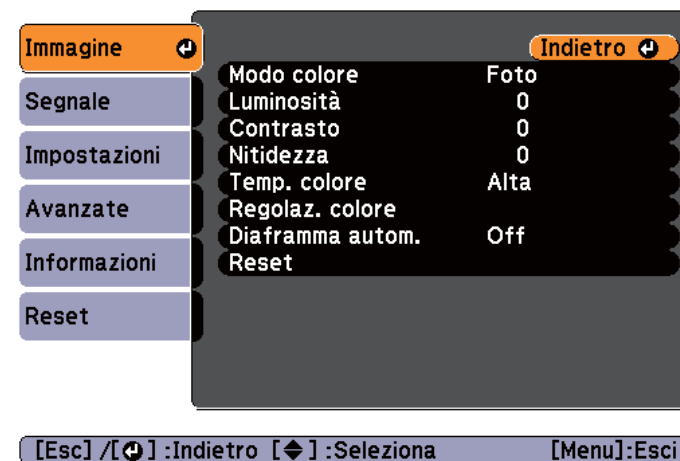 Immagine
Segnale
Impostazioni
Avanzate
Informazioni
Reset
Indietro
Modo colore Foto
Luminosità 0
Contrasto 0
Nitidezza 0
Temp. colore Alta
Regolaz. colore
Diaframma autom. Off
Reset
[Esc] /[⏎] :Indietro [◆] :Seleziona [Menu]:Esci